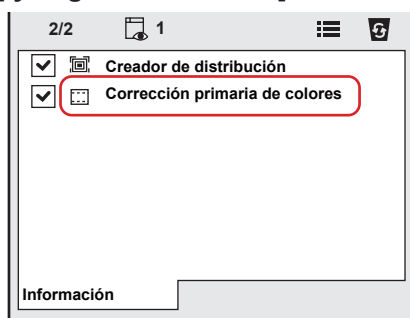 2/2 1
Creador de distribución
Corrección primaria de colores
Información